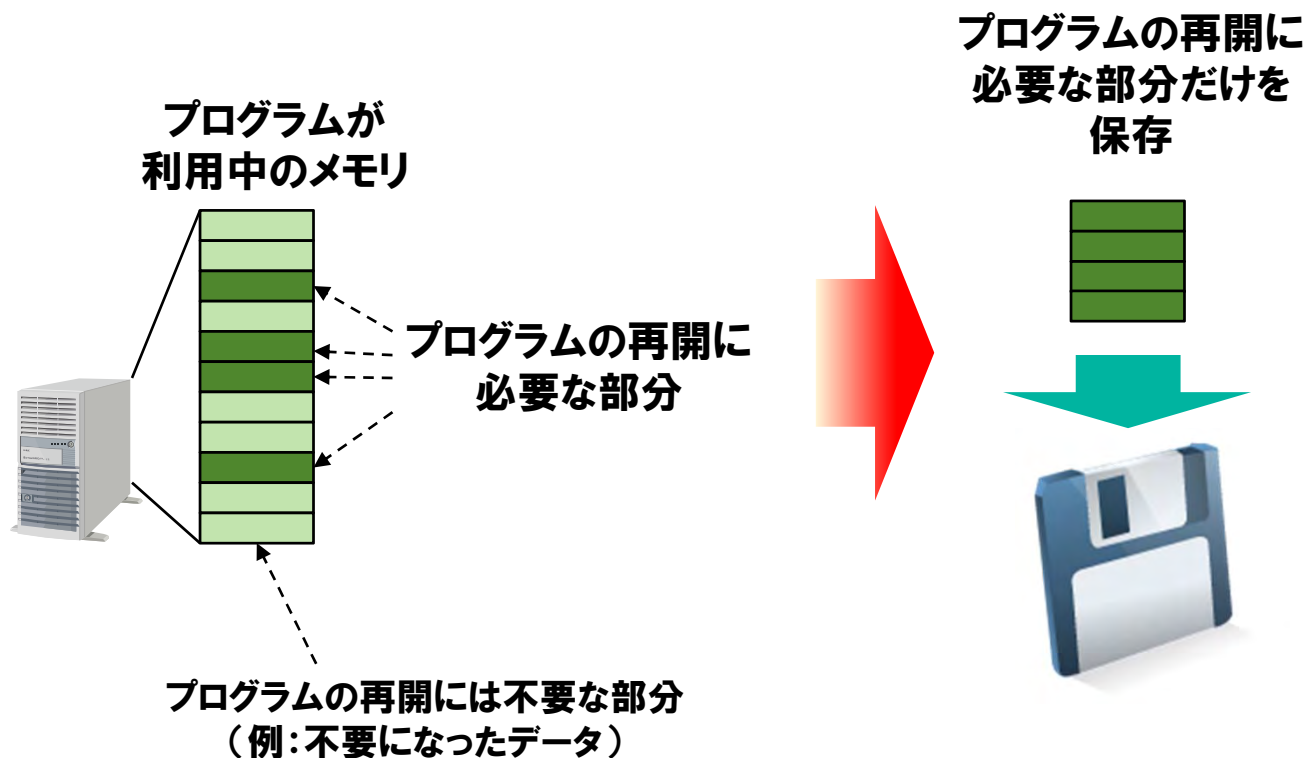 プログラムが
利用中のメモリ
プログラムの再開に
必要な部分
プログラムの再開には不要な部分
（例：不要になったデータ）
プログラムの再開に
必要な部分だけを
保存